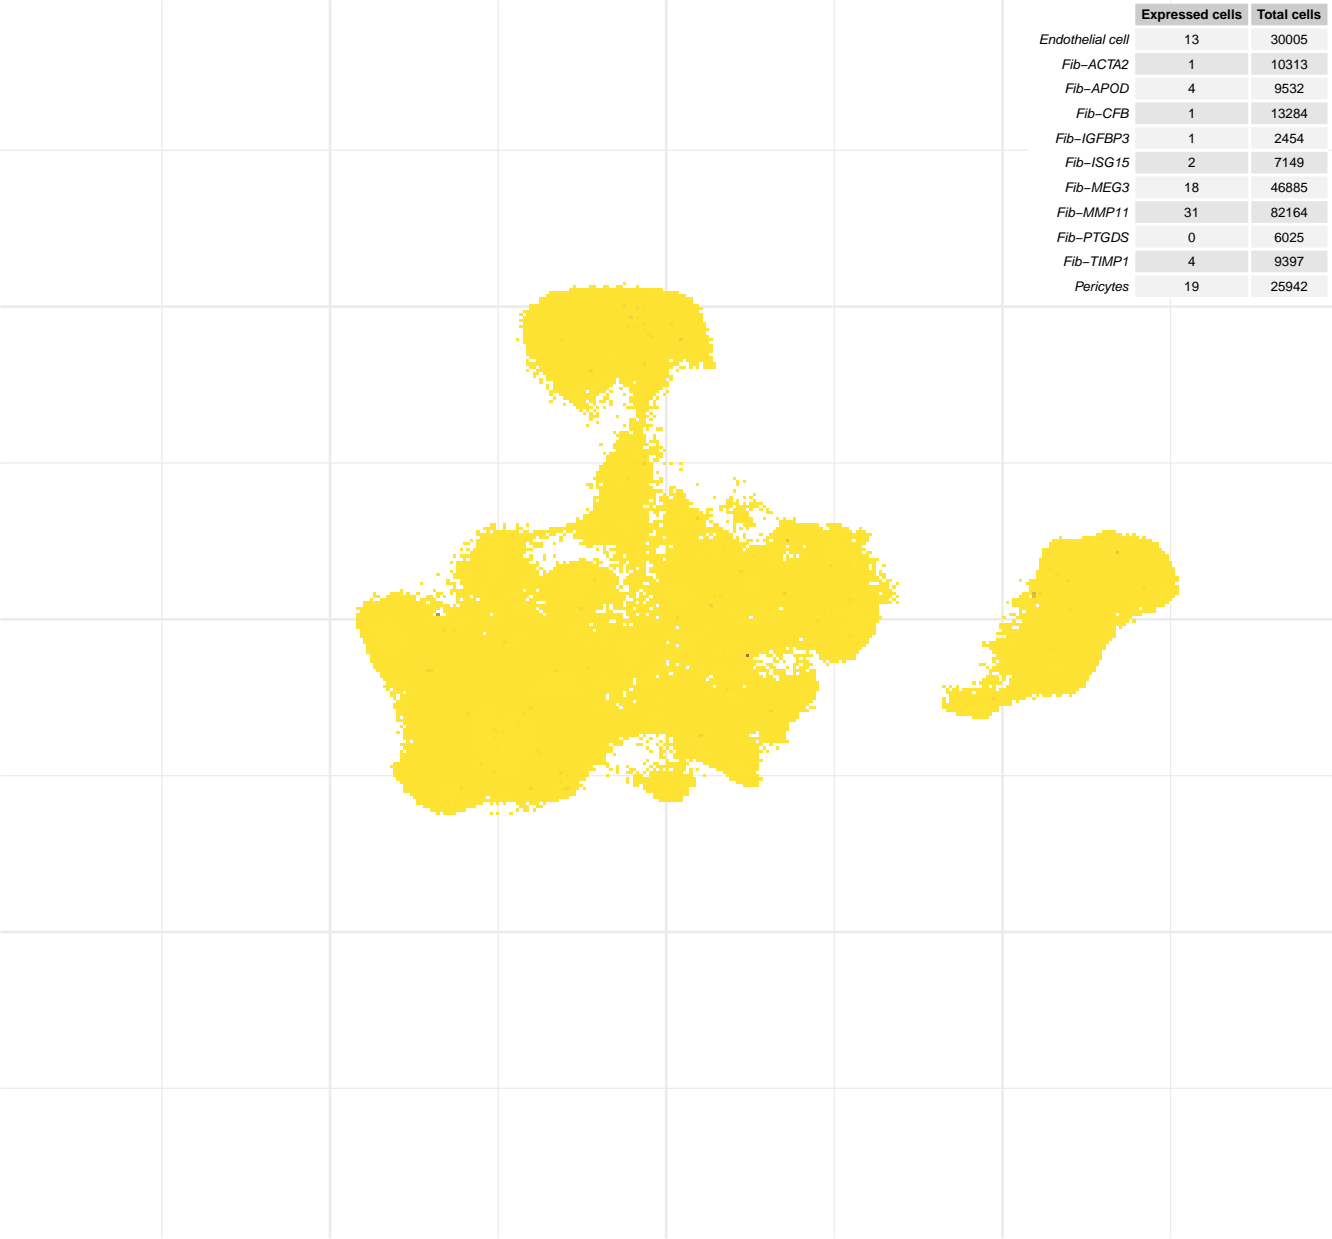 Expressed cells Total cells
Endothelial cell 13 30005
Fib−ACTA2 1 10313
Fib−APOD 4 9532
Fib−CFB 1 13284
Fib−IGFBP3 1 2454
Fib−ISG15 2 7149
Fib−MEG3 18 46885
Fib−MMP11 31 82164
Fib−PTGDS 0 6025
Fib−TIMP1 4 9397
Pericytes 19 25942